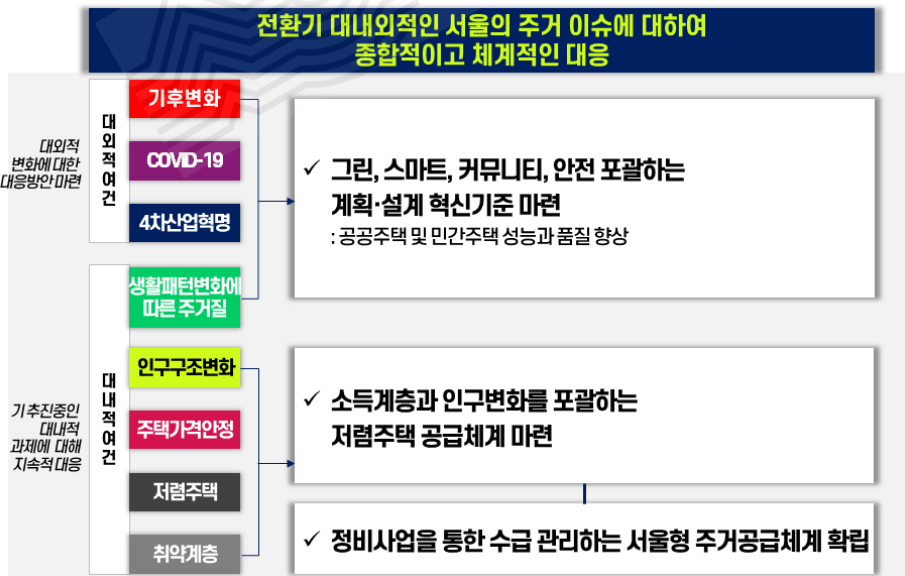 전환기 대내외적인 서울의 주거 이슈에 대하여
종합적이고 체계적인 대응
대외적
변화에 대한
대응방안 마련
대외적여건
기후변화
COVID-19
4차산업혁명
✓ 그린, 스마트, 커뮤니티, 안전 포괄하는
계획·설계 혁신기준 마련
: 공공주택 및 민간주택 성능과 품질 향상
기 추진중인
대내적
과제에 대해
지속적 대응
대내적여건
생활패턴변화에
따른 주거질
인구구조변화
주택가격안정
저렴주택
취약계층
✓ 소득계층과 인구변화를 포괄하는
저렴주택 공급체계 마련
✓ 정비사업을 통한 수급 관리하는 서울형 주거공급체계 확립